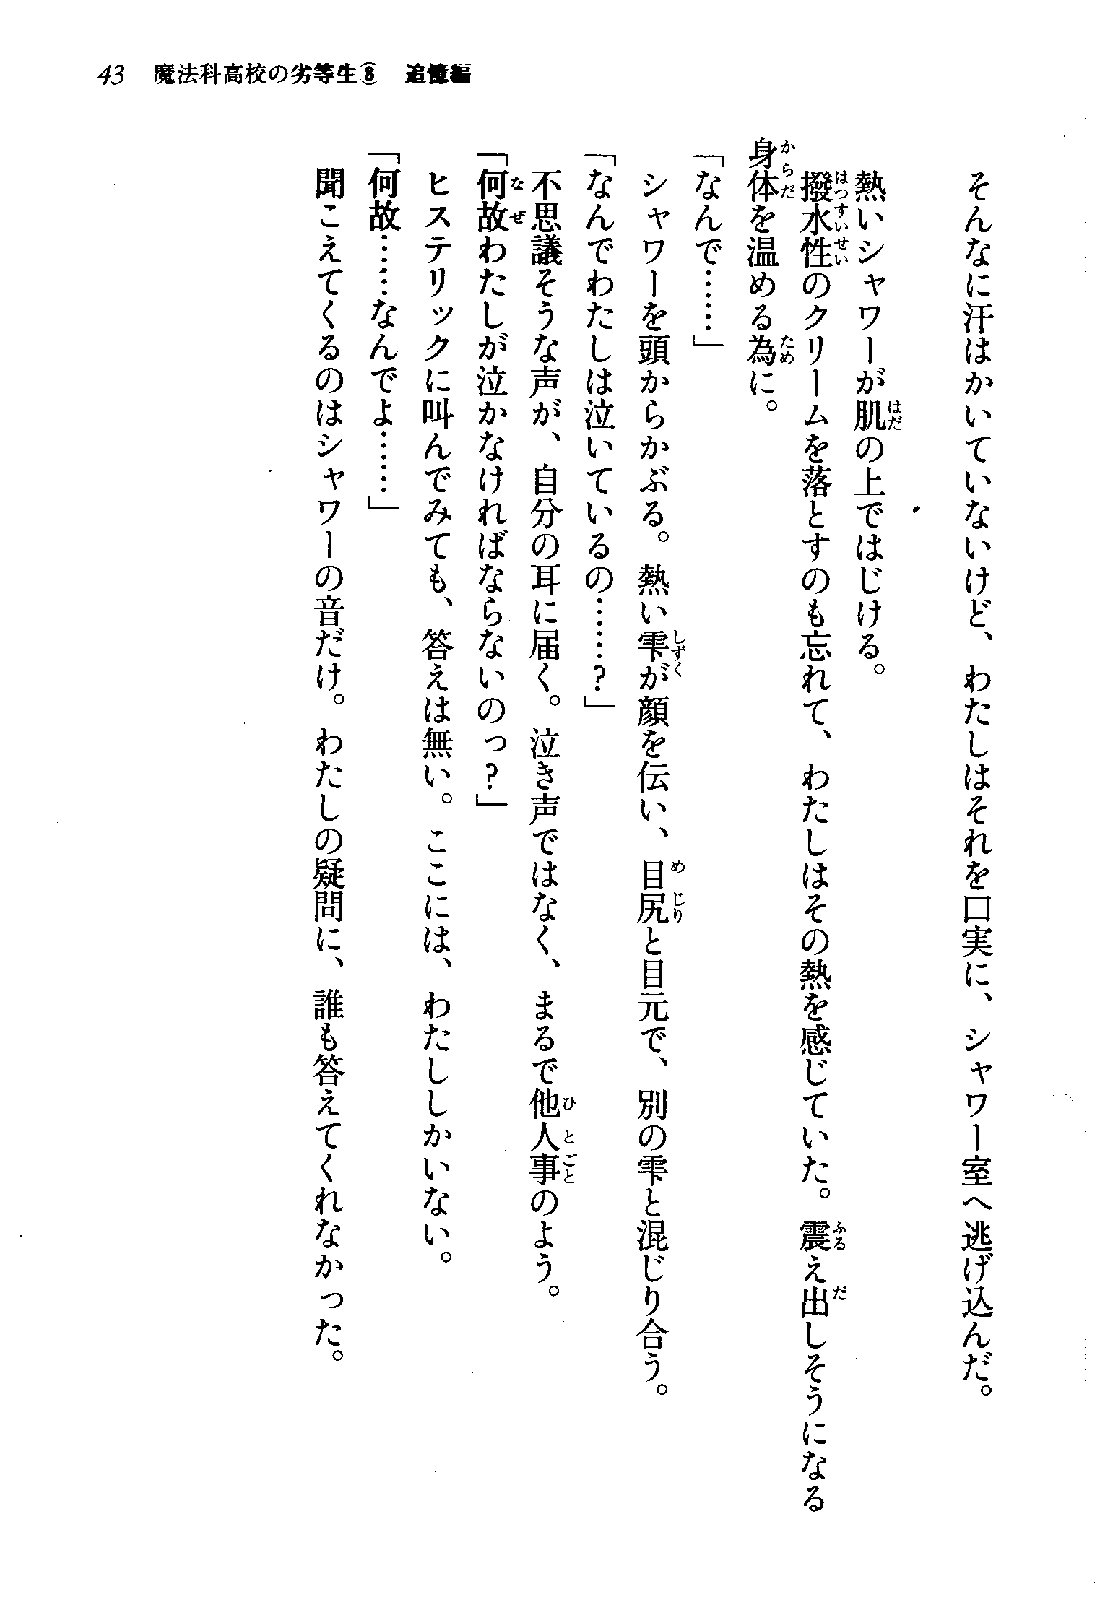 43 魔法科高校の劣等生⑧ 追憶編
そんなに汗はかいていないけど、わたしはそれを口実に、シャワー室へ逃げ込んだ。
熱いシャワーが肌の上ではじける。
撥水性のクリームを落とすのも忘れて、わたしはその熱を感じていた。震え出しそうになる
身体を温める為に。
「なんで……」
シャワーを頭からかぶる。熱い雫が顔を伝い、目尻と目元で、別の雫と混じり合う。
「なんでわたしは泣いているの……?」
不思議そうな声が、自分の耳に届く。泣き声ではなく、まるで他人事のよう。
「何故わたしが泣かなければならないのっ?」
ヒステリックに叫んでみても、答えは無い。ここには、わたししかいない。
「何故……なんでよ……」
聞こえてくるのはシャワーの音だけ。わたしの疑問に、誰も答えてくれなかった。